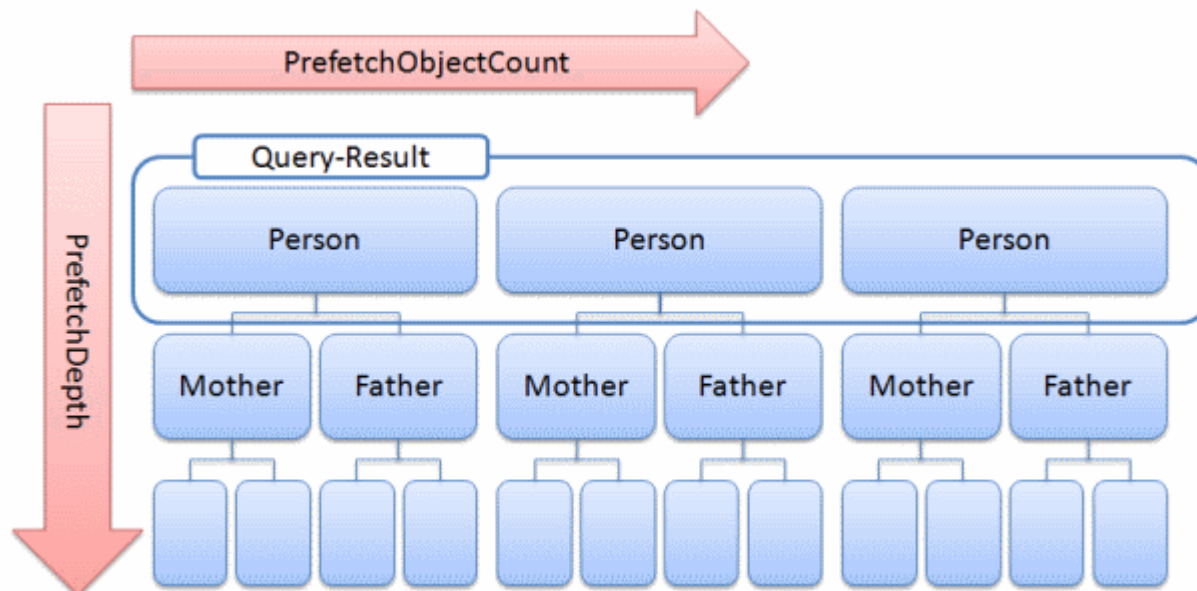 PrefetchObjectCount
PrefetchDepth
Query-Result
Person Person Person
Mother Father Mother Father Mother Father